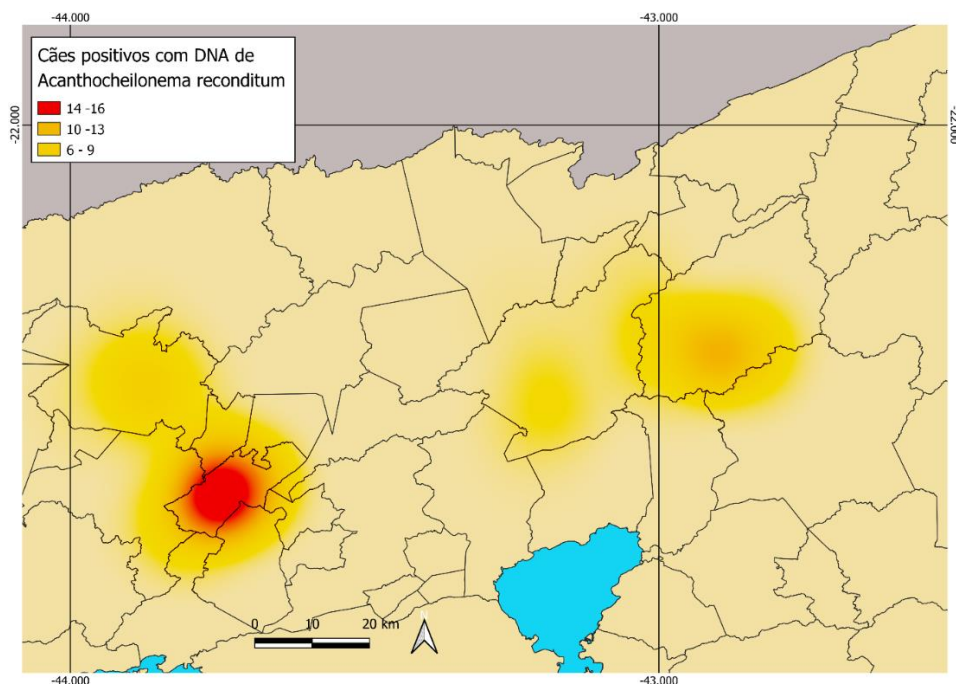 -44.000
-43.000
Cães positivos com DNA de
Acanthocheilonema reconditum
14 -16
10 -13
6 - 9
-22.000
-22.000
0 10 20 km
-44.000
-43.000